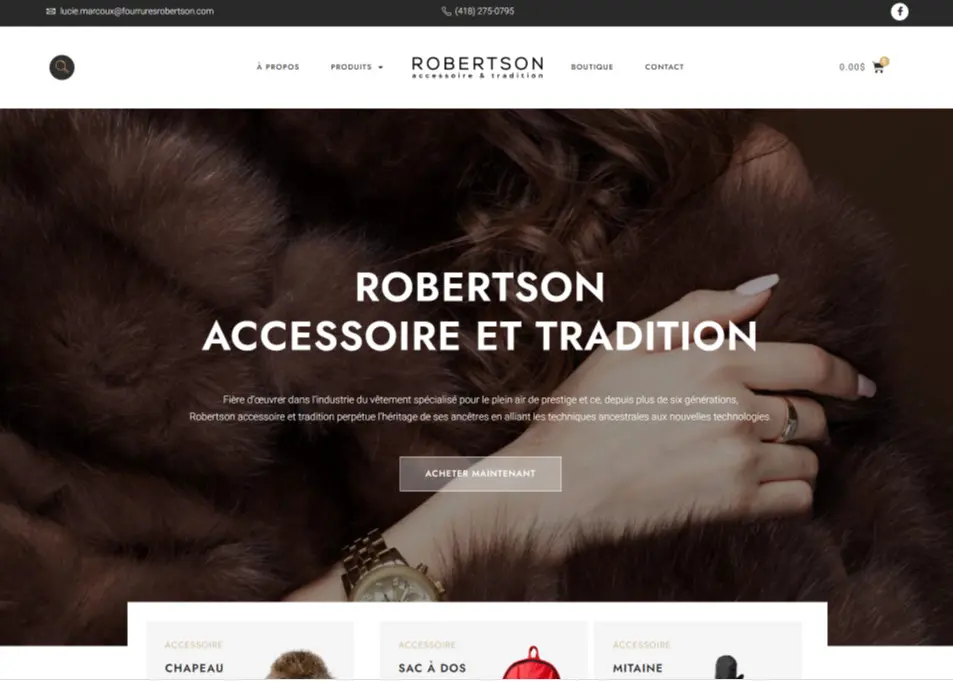 lucie.marcoux@fourruresrobertson.com
(418) 275-0795
À PROPOS
PRODUITS
ROBERTSON
accessoire & tradition
BOUTIQUE
CONTACT
0.00$
ROBERTSON
ACCESSOIRE ET TRADITION
Fière d'œuvrer dans l'industrie du vêtement spécialisé pour le plein air de prestige et ce, depuis plus de six générations,
Robertson accessoire et tradition perpétue l'héritage de ses ancêtres en alliant les techniques ancestrales aux nouvelles technologies
ACHETER MAINTENANT
ACCESSOIRE
CHAPEAU
ACCESSOIRE
SAC À DOS
ACCESSOIRE
MITAINE